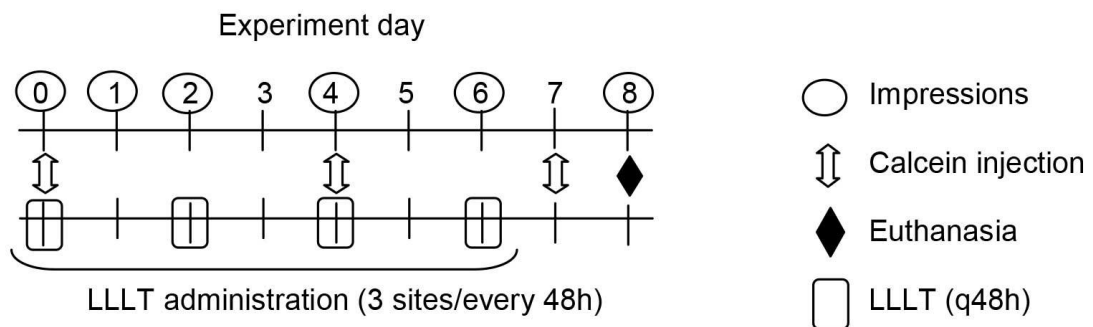 Experiment day
0 1 2 3 4 5 6 7 8
LLLT administration (3 sites/every 48h)
Impressions
Calcein injection
Euthanasia
LLLT (q48h)